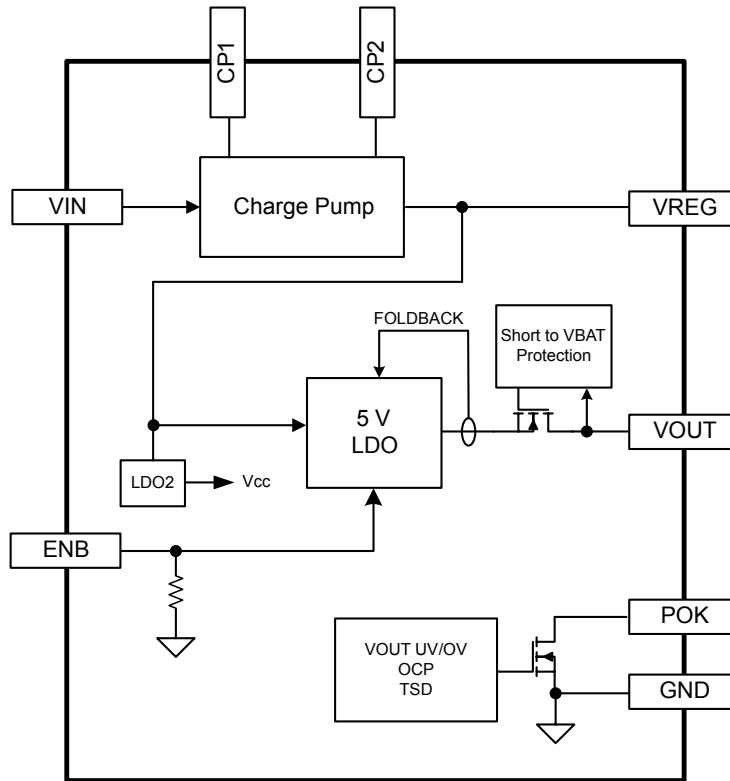 CP1
CP2
VIN
Charge Pump
VREG
FOLDBACK
Short to VBAT
Protection
5 V
LDO
VOUT
LDO2
Vcc
ENB
POK
VOUT UV/OV
OCP
TSD
GND